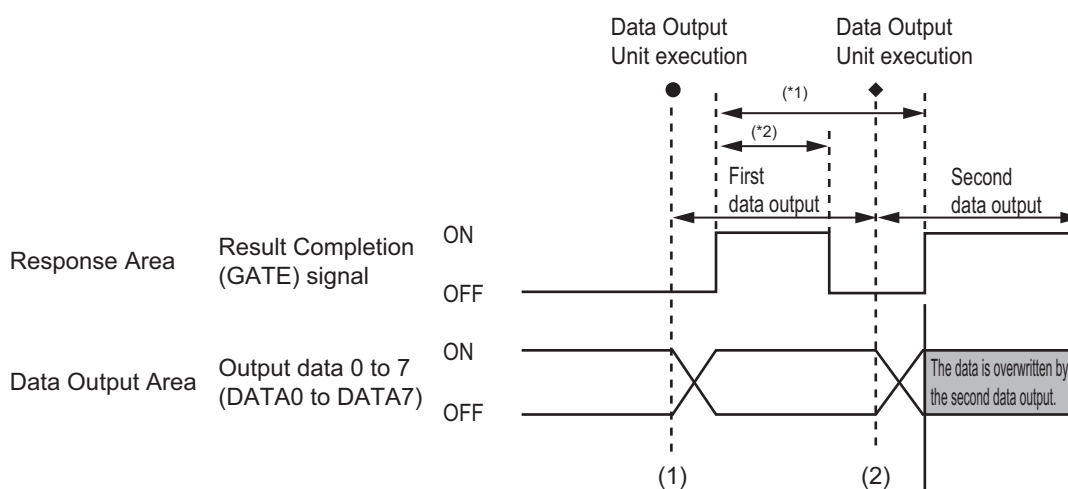 Data Output
Unit execution
Data Output
Unit execution
(*1)
(*2)
First
data output
Second
data output
Response Area
Result Completion
(GATE) signal
ON
OFF
Data Output Area
Output data 0 to 7
(DATA0 to DATA7)
ON
OFF
The data is overwritten by
the second data output.
(1)
(2)